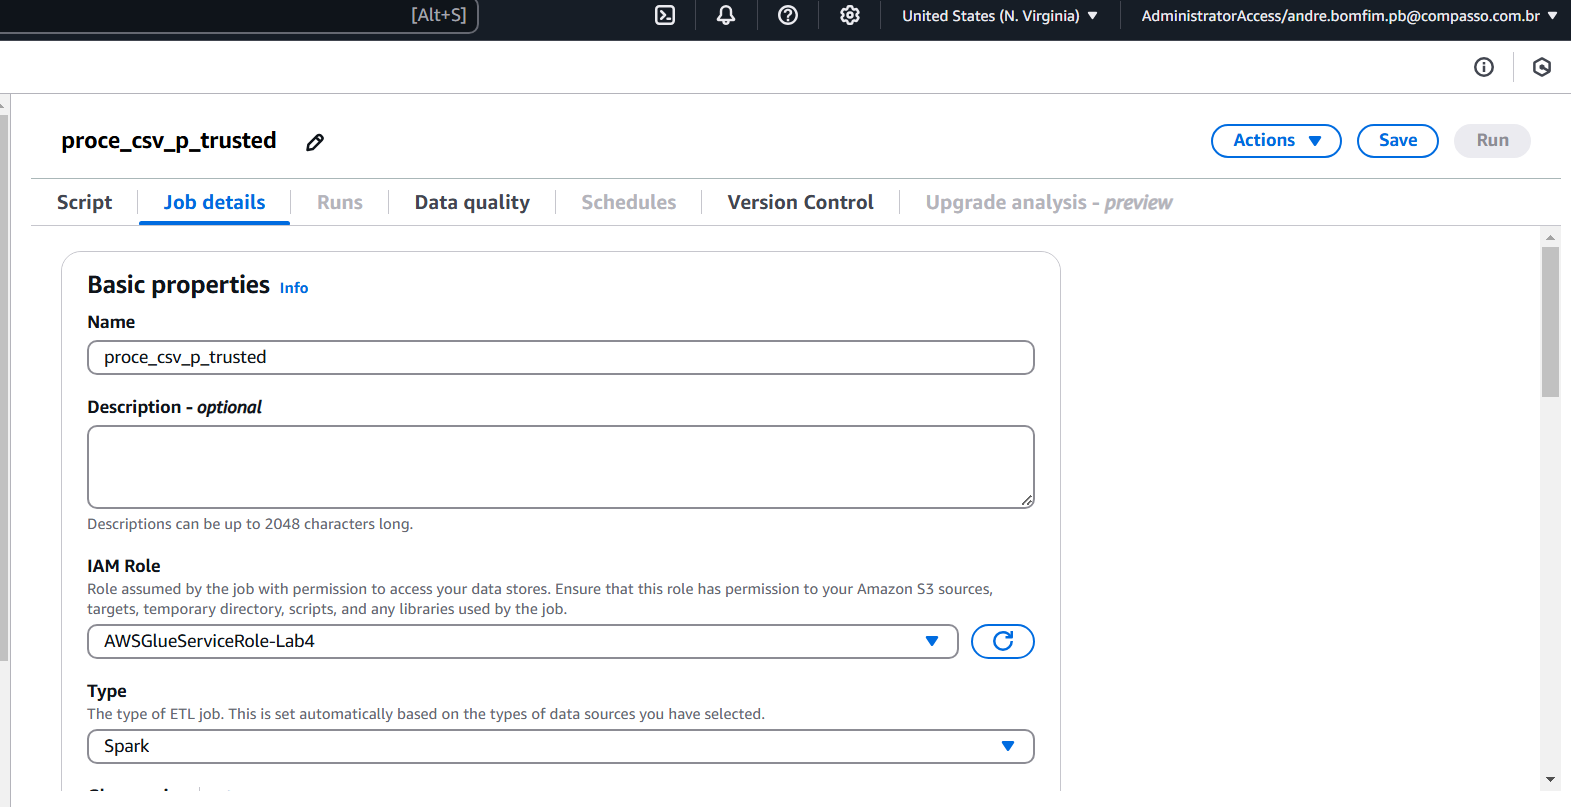 [Alt+S]
United States (N. Virginia)
AdministratorAccess/andre.bomfim.pb@compasso.com.br
proce_csv_p_trusted
Actions
Save
Run
Script
Job details
Runs
Data quality
Schedules
Version Control
Upgrade analysis - preview
Basic properties Info
Name
proce_csv_p_trusted
Description - optional
Descriptions can be up to 2048 characters long.
IAM Role
Role assumed by the job with permission to access your data stores. Ensure that this role has permission to your Amazon S3 sources,
targets, temporary directory, scripts, and any libraries used by the job.
AWSGlueServiceRole-Lab4
Type
The type of ETL job. This is set automatically based on the types of data sources you have selected.
Spark